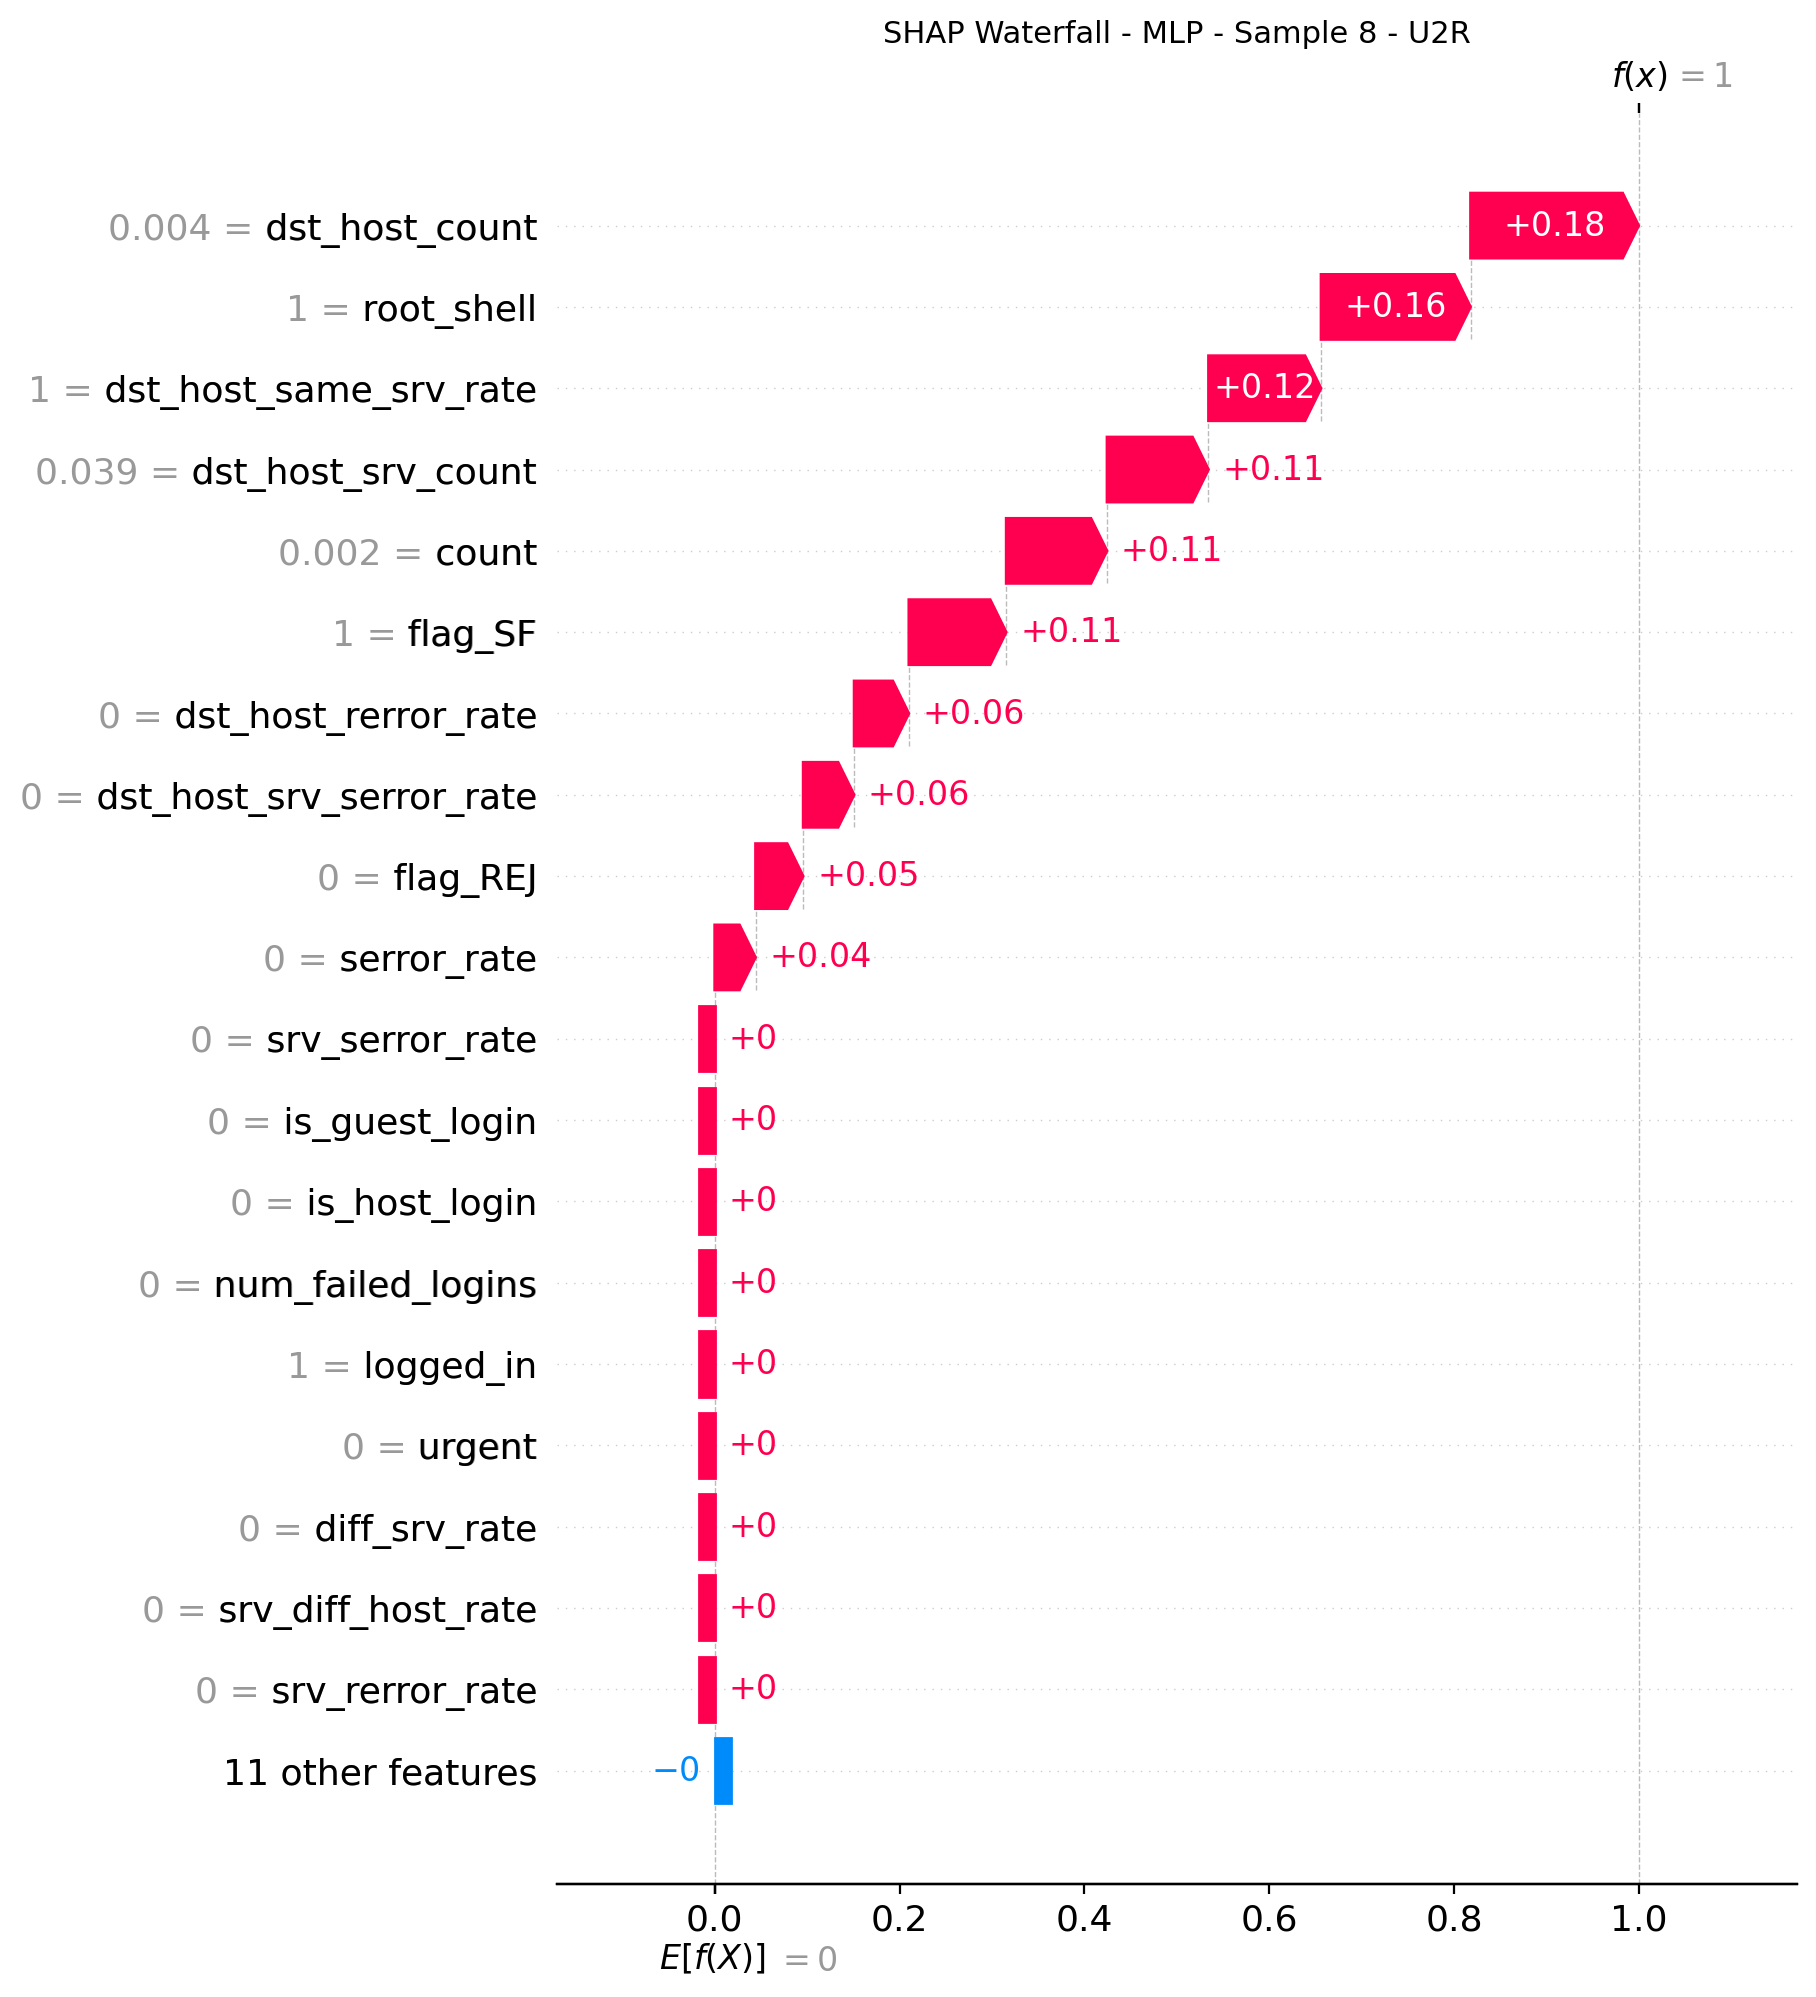 SHAP Waterfall - MLP - Sample 8 - U2R
f(x) = 1
0.004 = dst_host_count +0.18
1 = root_shell +0.16
1 = dst_host_same_srv_rate +0.12
0.039 = dst_host_srv_count +0.11
0.002 = count +0.11
1 = flag_SF +0.11
0 = dst_host_rerror_rate +0.06
0 = dst_host_srv_serror_rate +0.06
0 = flag_REJ +0.05
0 = serror_rate +0.04
0 = srv_serror_rate +0
0 = is_guest_login +0
0 = is_host_login +0
0 = num_failed_logins +0
1 = logged_in +0
0 = urgent +0
0 = diff_srv_rate +0
0 = srv_diff_host_rate +0
0 = srv_rerror_rate +0
11 other features −0
0.0 0.2 0.4 0.6 0.8 1.0
E[f(X)] = 0